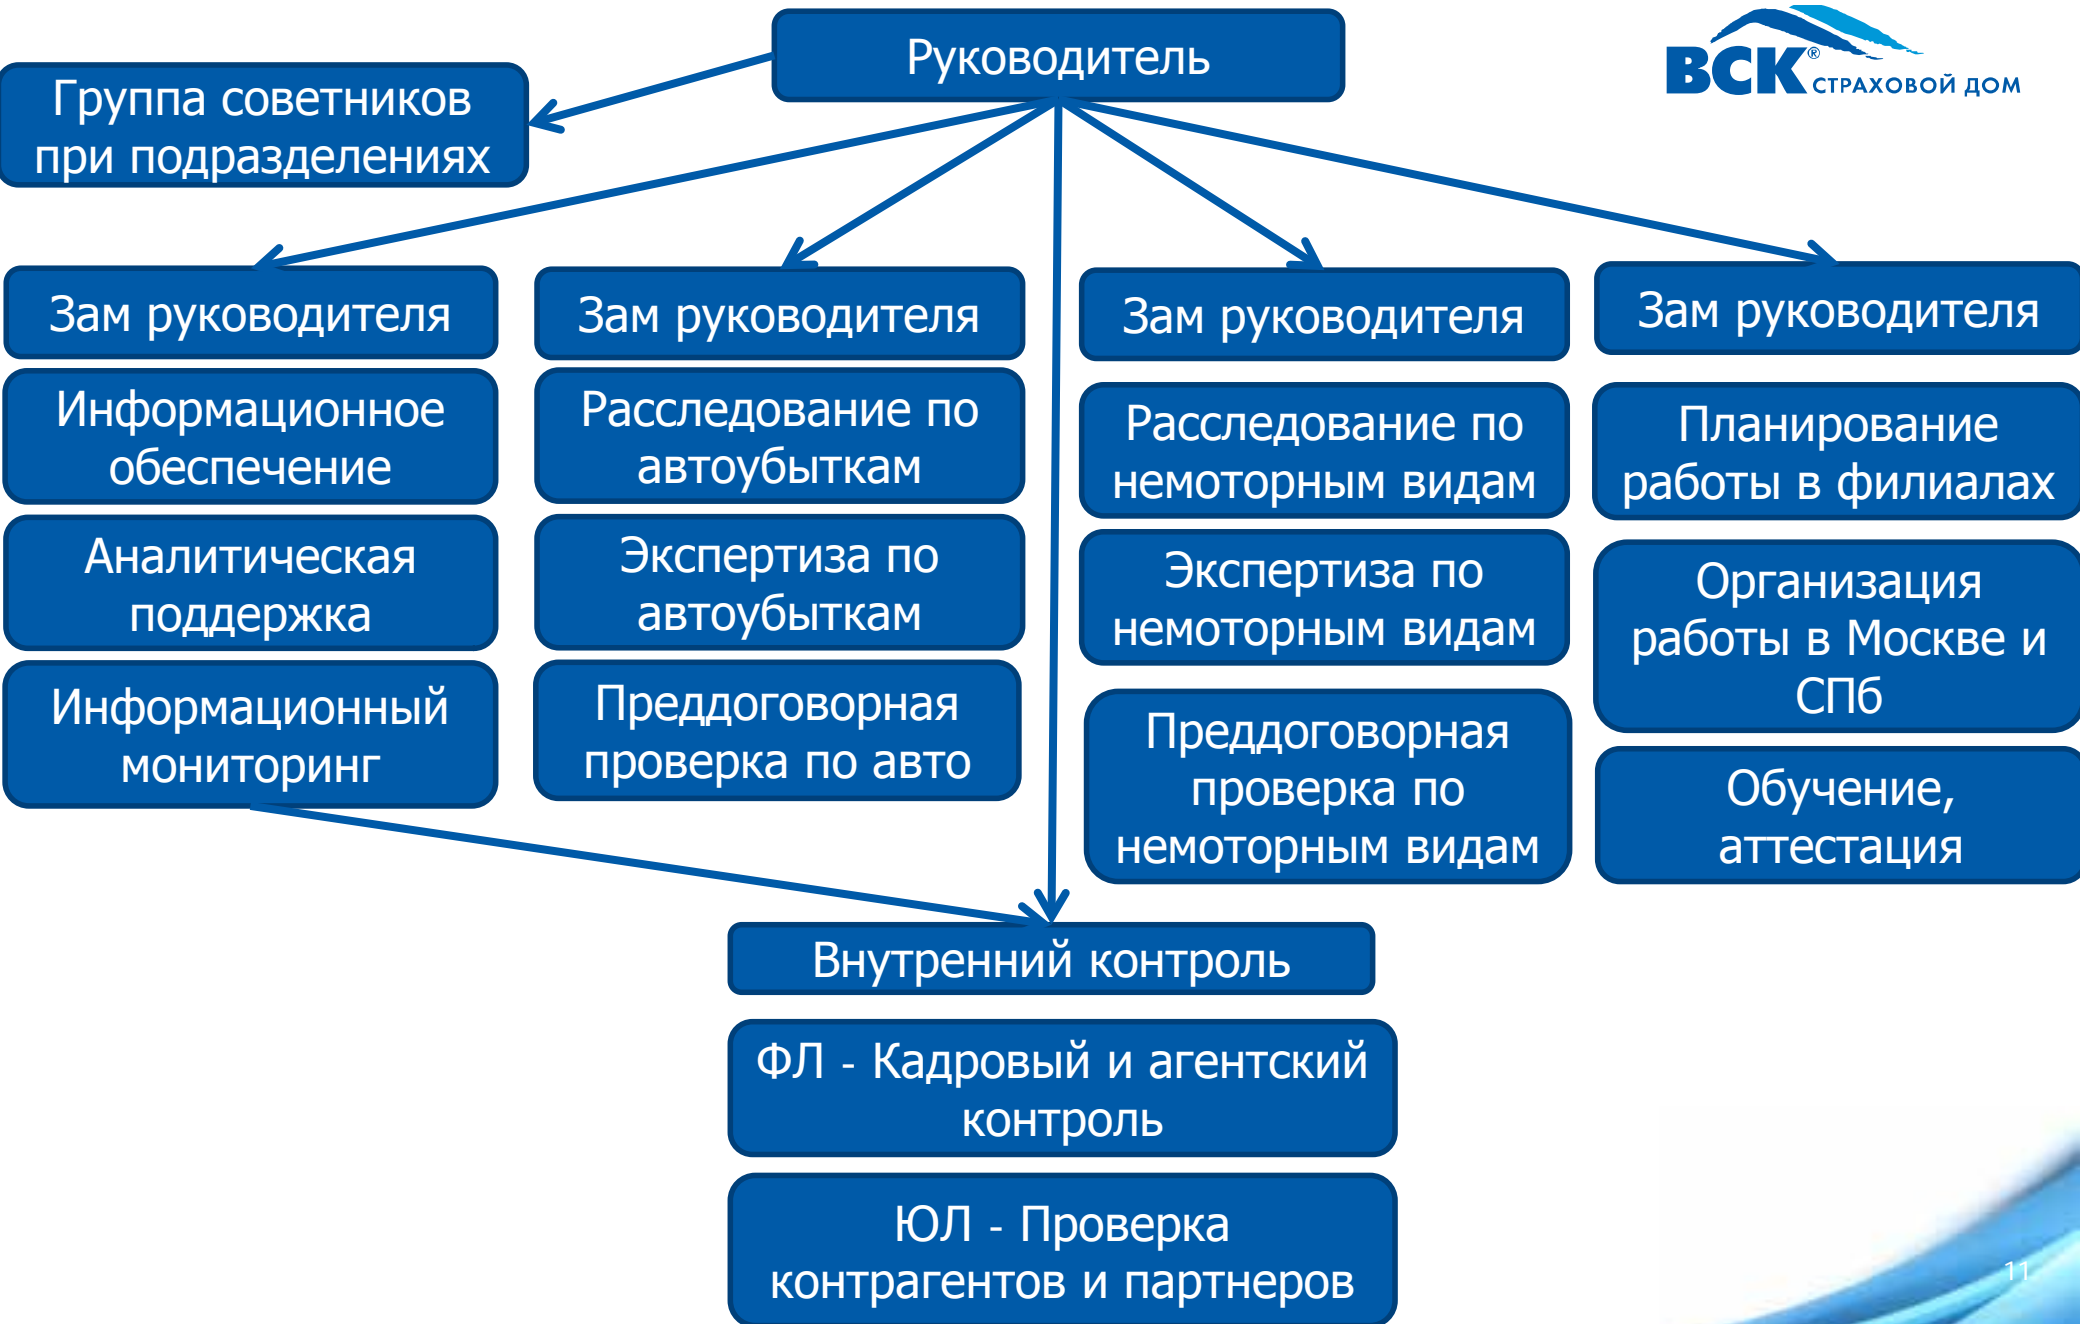 Руководитель
ВСК® СТРАХОВОЙ ДОМ
Группа советников
при подразделениях
Зам руководителя
Информационное
обеспечение
Аналитическая
поддержка
Информационный
мониторинг
Зам руководителя
Расследование по
автоубыткам
Экспертиза по
автоубыткам
Преддоговорная
проверка по авто
Зам руководителя
Расследование по
немоторным видам
Экспертиза по
немоторным видам
Преддоговорная
проверка по
немоторным видам
Зам руководителя
Планирование
работы в филиалах
Организация
работы в Москве и
СПб
Обучение,
аттестация
Внутренний контроль
ФЛ - Кадровый и агентский
контроль
ЮЛ - Проверка
контрагентов и партнеров
11